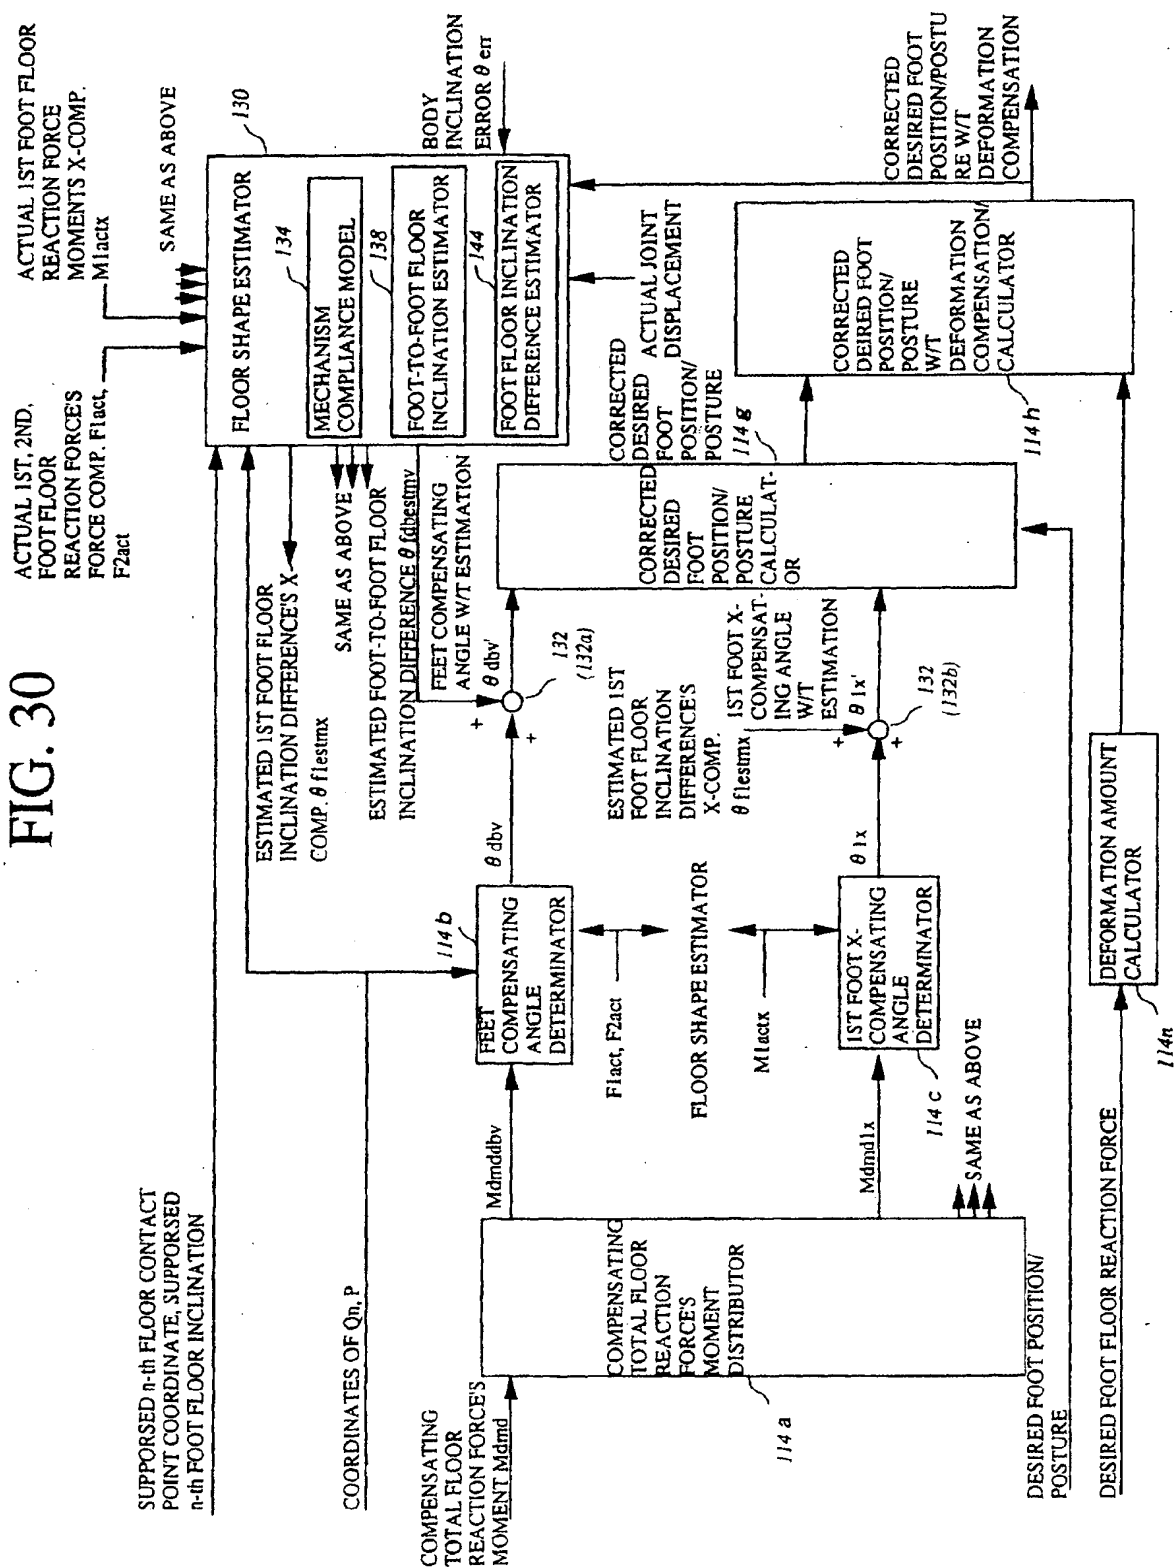 FIG. 30
ACTUAL 1ST, 2ND,
FOOT FLOOR
REACTION FORCE'S
FORCE COMP. F1act,
F2act
ACTUAL 1ST FOOT FLOOR
REACTION FORCE
MOMENTS X-COMP.
M1actx
SAME AS ABOVE
130
SUPPORSED n-th FLOOR CONTACT
POINT COORDINATE, SUPPORSED
n-th FOOT FLOOR INCLINATION
COORDINATES OF Qn, P
ESTIMATED 1ST FOOT FLOOR
INCLINATION DIFFERENCE'S X
COMP. θ flestmx
SAME AS ABOVE
ESTIMATED FOOT-TO-FOOT FLOOR
INCLINATION DIFFERENCE θ fdbestmv
FLOOR SHAPE ESTIMATOR
134
MECHANISM
COMPLIANCE MODEL
138
FOOT-TO-FOOT FLOOR
INCLINATION ESTIMATOR
144
FOOT FLOOR INCLINATION
DIFFERENCE ESTIMATOR
BODY
INCLINATION
ERROR θ err
FEET COMPENSATING
ANGLE W/T ESTIMATION
θ dbv'
+
+
132
(132a)
COMPENSATING
TOTAL FLOOR
REACTION FORCE'S
MOMENT Mdmd
COMPENSATING
TOTAL FLOOR
REACTION
FORCE'S
MOMENT
DISTRIBUTOR
114a
Mdmddbv
114b
FEET
COMPENSATING
ANGLE
DETERMINATOR
θ dbv
F1act, F2act
FLOOR SHAPE ESTIMATOR
M1actx
Mdmd1x
1ST FOOT X-
COMPENSATING
ANGLE
DETERMINATOR
114c
θ 1x
SAME AS ABOVE
ESTIMATED 1ST
FOOT FLOOR
INCLINATION
DIFFERENCE'S
X-COMP.
θ flestmx
1ST FOOT X-
COMPENSAT-
ING ANGLE
W/T
ESTIMATION
θ 1x'
+
+
132
(132b)
CORRECTED
DESIRED
FOOT
POSITION/
POSTURE
CALCULAT-
OR
114g
CORRECTED
DESIRED
FOOT
POSITION/
POSTURE
ACTUAL JOINT
DISPLACEMENT
CORRECTED
DEIRED FOOT
POSITION/
POSTURE
W/T
DEFORMATION
COMPENSATION/
CALCULATOR
114h
CORRECTED
DESIRED FOOT
POSITION/POSTU
RE W/T
DEFORMATION
COMPENSATION
DESIRED FOOT POSITION/
POSTURE
DESIRED FOOT FLOOR REACTION FORCE
DEFORMATION AMOUNT
CALCULATOR
114n